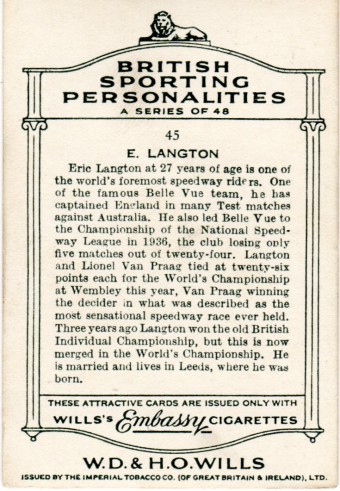 BRITISH
SPORTING
PERSONALITIES
A SERIES OF 48
45
E. LANGTON
Eric Langton at 27 years of age is one of
the world's foremost speedway riders. One
of the famous Belle Vue team, he has
captained England in many Test matches
against Australia. He also led Belle Vue to
the Championship of the National Speed-
way League in 1936, the club losing only
five matches out of twenty-four. Langton
and Lionel Van Praag tied at twenty-six
points each for the World's Championship
at Wembley this year, Van Praag winning
the decider in what was described as the
most sensational speedway race ever held.
Three years ago Langton won the old British
Individual Championship, but this is now
merged in the World's Championship. He
is married and lives in Leeds, where he was
born.
THESE ATTRACTIVE CARDS ARE ISSUED ONLY WITH
WILLS'S Embassy CIGARETTES
W.D. & H.O. WILLS
ISSUED BY THE IMPERIAL TOBACCO CO. (OF GREAT BRITAIN & IRELAND), LTD.